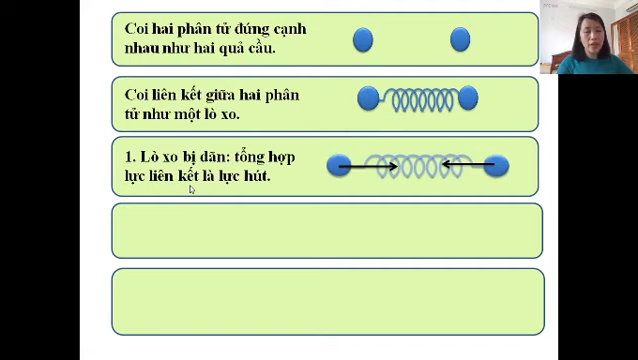 Coi hai phân tử đúng cạnh
nhau như hai quả cầu.
Coi liên kết giữa hai phân
tử như một lò xo.
1. Lò xo bị dãn: tổng hợp
lực liên kết là lực hút.